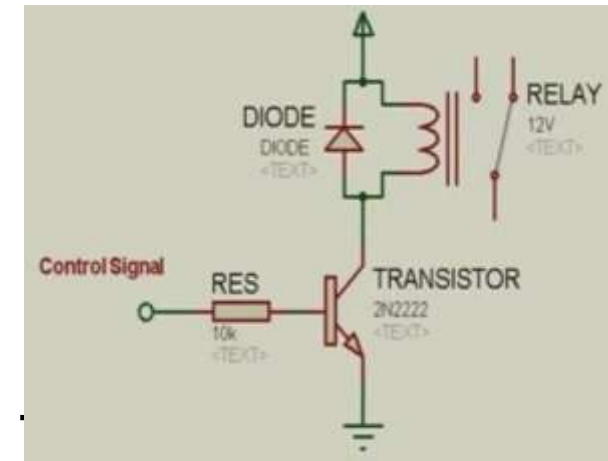 DIODE
DIODE
<TEXT>
RELAY
12V
<TEXT>
Control Signal
RES
10k
<TEXT>
TRANSISTOR
2N2222
<TEXT>